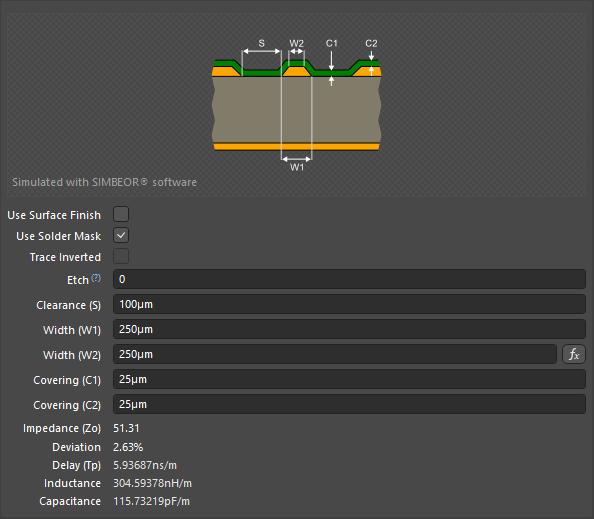 S W2 C1 C2
W1
Simulated with SIMBEOR® software
Use Surface Finish
Use Solder Mask
Trace Inverted
Etch (?) 0
Clearance (S) 100µm
Width (W1) 250µm
Width (W2) 250µm fx
Covering (C1) 25µm
Covering (C2) 25µm
Impedance (Zo) 51.31
Deviation 2.63%
Delay (Tp) 5.93687ns/m
Inductance 304.59378nH/m
Capacitance 115.73219pF/m